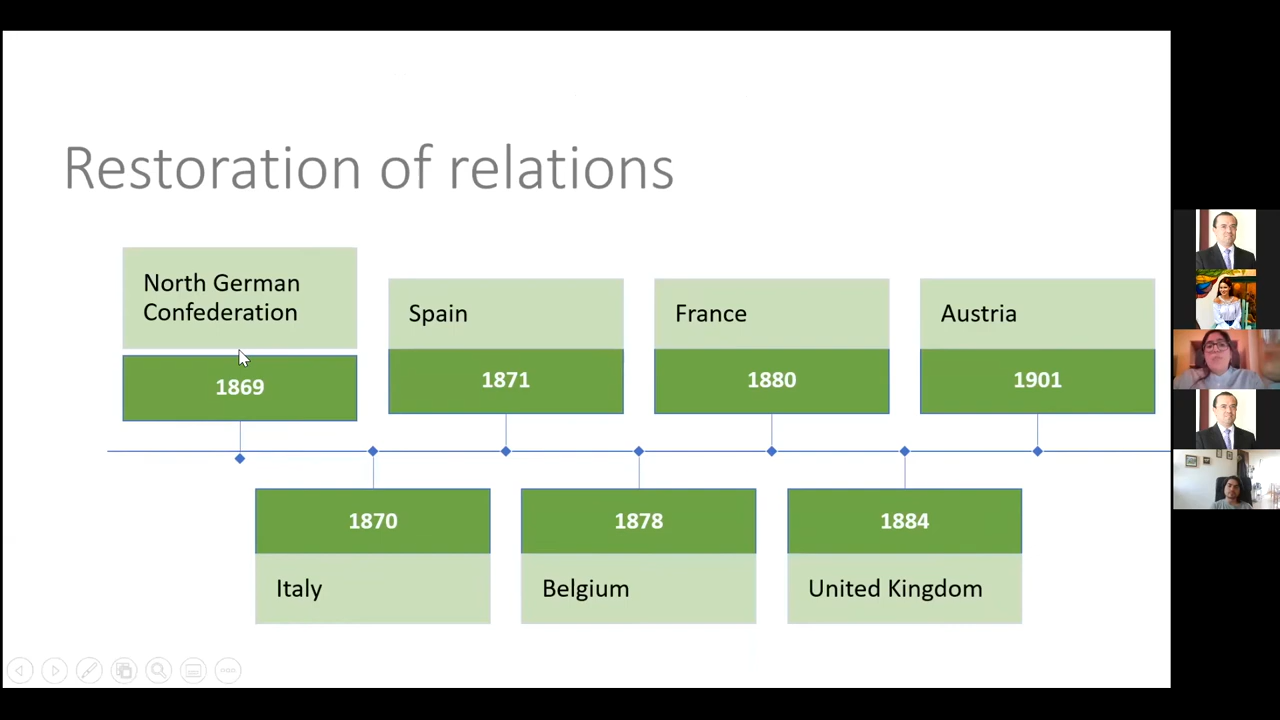 Restoration of relations
North German
Confederation
1869
Spain
1871
France
1880
Austria
1901
1870
Italy
1878
Belgium
1884
United Kingdom